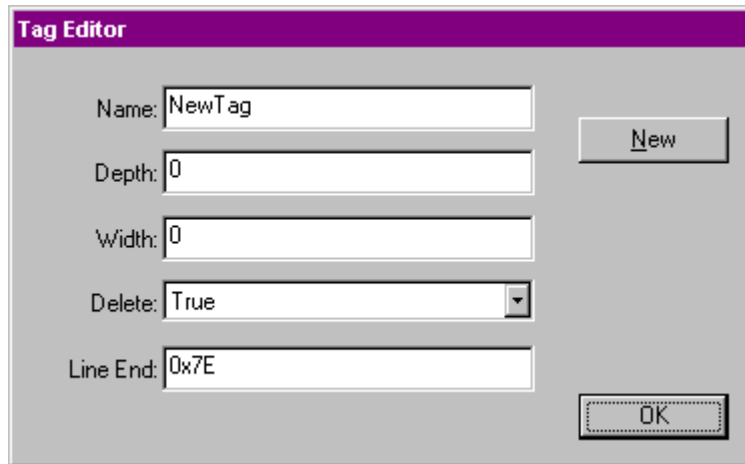 Tag Editor
Name: NewTag
New
Depth: 0
Width: 0
Delete: True
Line End: 0x7E
OK